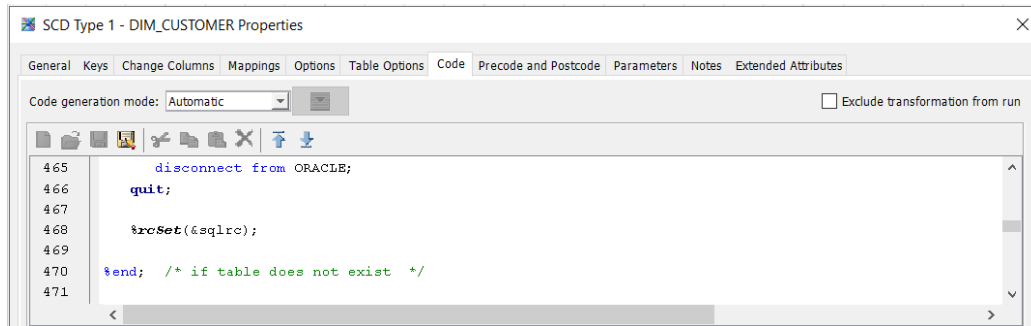 SCD Type 1 - DIM_CUSTOMER Properties
General Keys Change Columns Mappings Options Table Options Code Precode and Postcode Parameters Notes Extended Attributes
Code generation mode: Automatic Exclude transformation from run
465 disconnect from ORACLE;
466 quit;
467
468 %rcSet(&sqlrc);
469
470 %end; /* if table does not exist */
471